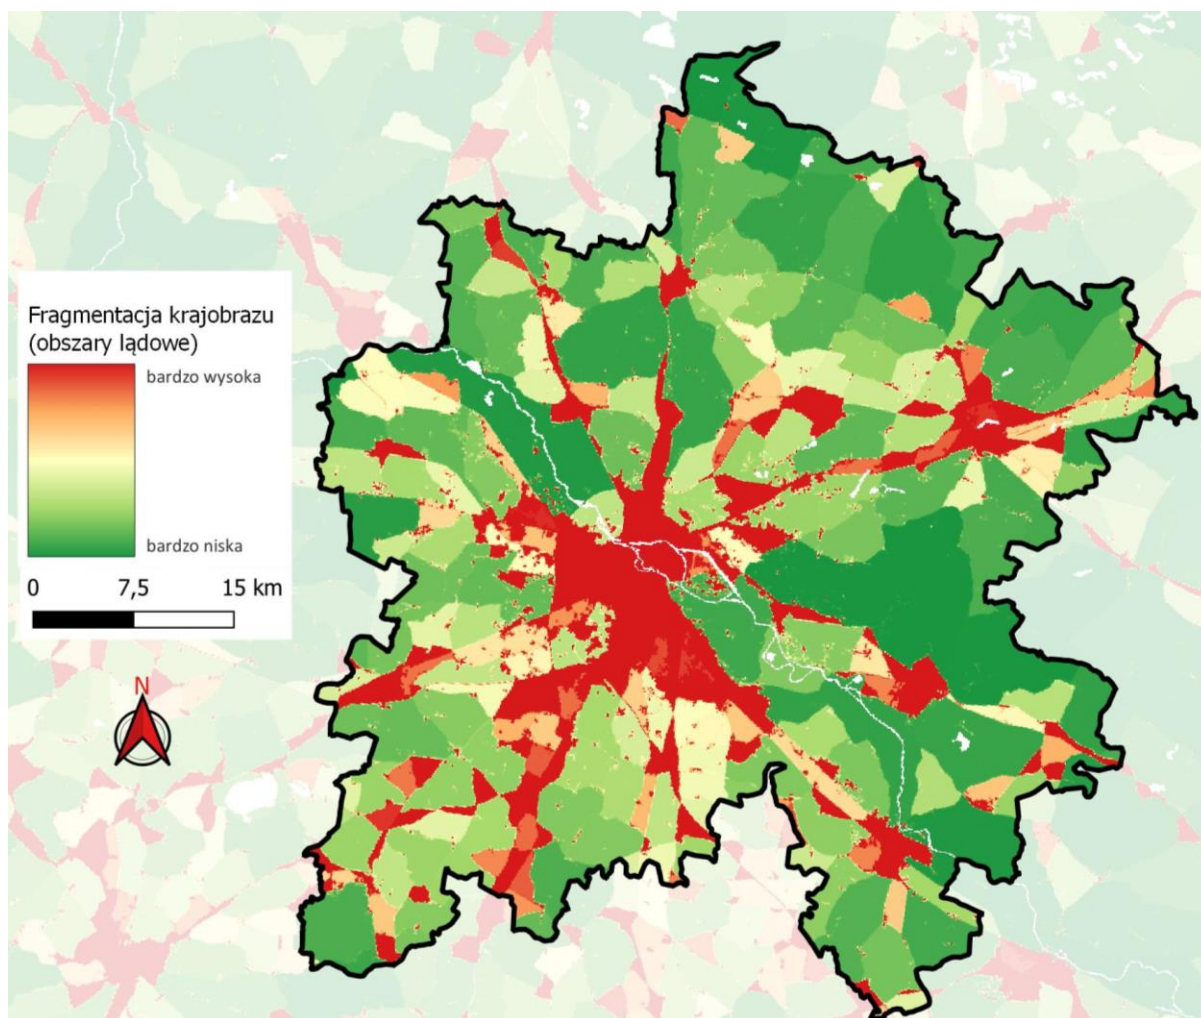 Fragmentacja krajobrazu
(obszary lądowe)
bardzo wysoka
bardzo niska
0 7,5 15 km
N